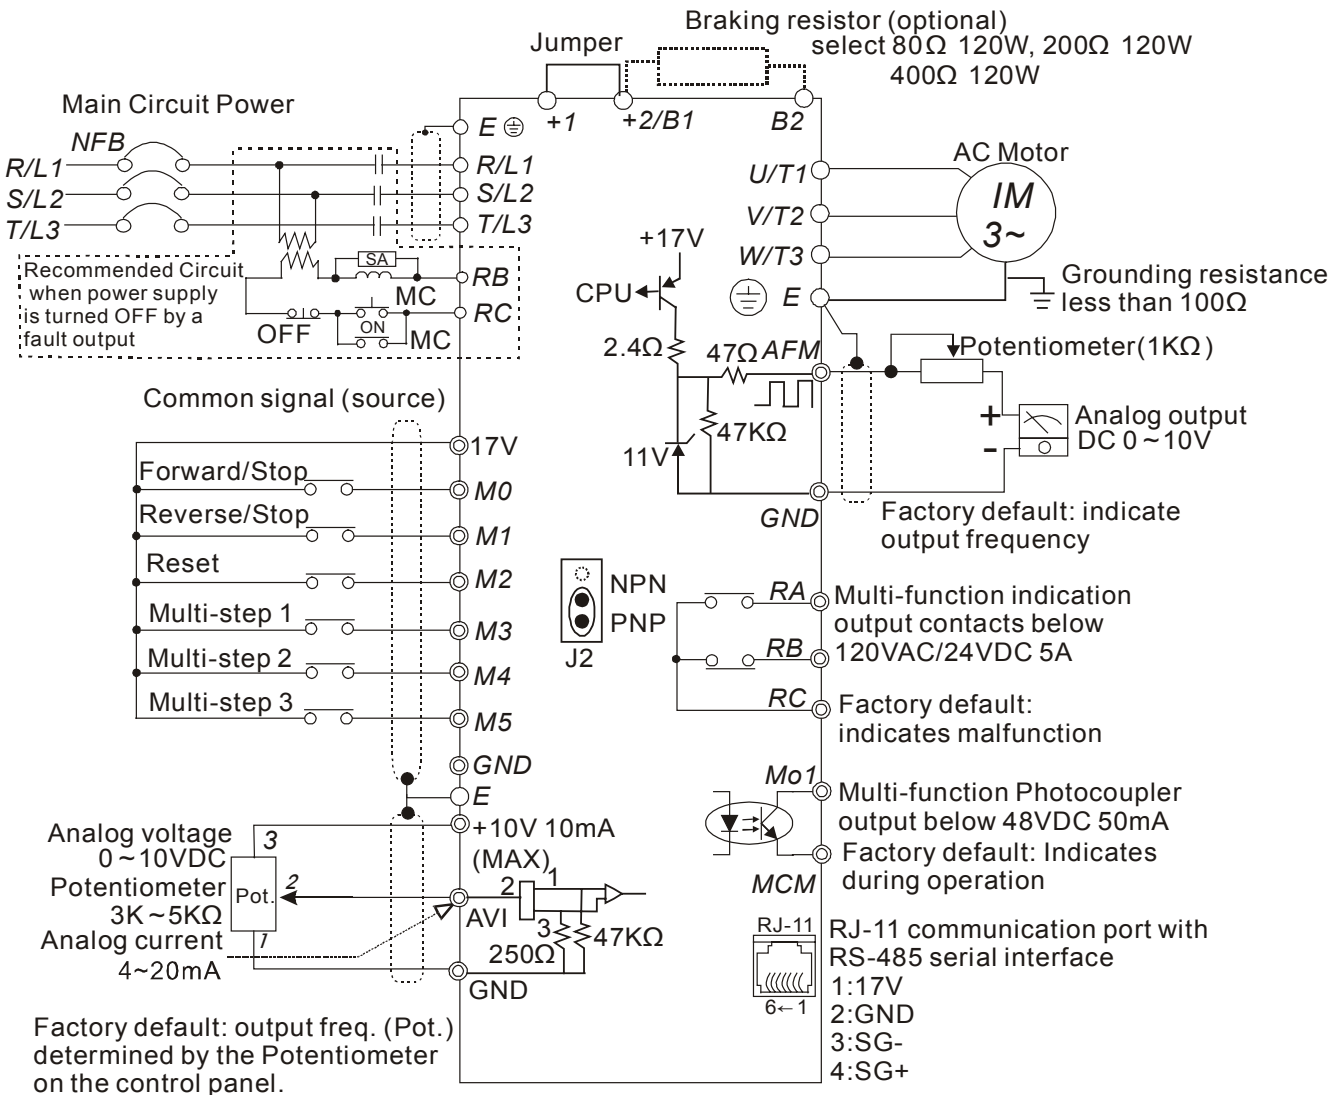 Braking resistor (optional)
select 80Ω 120W, 200Ω 120W
400Ω 120W
Jumper
Main Circuit Power
NFB
+1
+2/B1
B2
E
R/L1
R/L1
S/L2
S/L2
T/L3
T/L3
Recommended Circuit
when power supply
is turned OFF by a
fault output
SA
RB
MC
RC
OFF
ON
MC
U/T1
V/T2
W/T3
E
AC Motor
IM
3~
Grounding resistance
less than 100Ω
+17V
CPU
2.4Ω
47Ω
AFM
47KΩ
11V
GND
Potentiometer(1KΩ)
+
-
Analog output
DC 0~10V
Factory default: indicate
output frequency
Common signal (source)
17V
Forward/Stop
M0
Reverse/Stop
M1
Reset
M2
Multi-step 1
M3
Multi-step 2
M4
Multi-step 3
M5
GND
E
NPN
PNP
J2
RA
RB
RC
Multi-function indication
output contacts below
120VAC/24VDC 5A
Factory default:
indicates malfunction
Mo1
MCM
Multi-function Photocoupler
output below 48VDC 50mA
Factory default: Indicates
during operation
Analog voltage
0~10VDC
Potentiometer
3K~5KΩ
Analog current
4~20mA
3
Pot.
2
1
+10V 10mA
(MAX)
2
1
AVI
3
250Ω
47KΩ
GND
RJ-11
6←1
RJ-11 communication port with
RS-485 serial interface
1:17V
2:GND
3:SG-
4:SG+
Factory default: output freq. (Pot.)
determined by the Potentiometer
on the control panel.